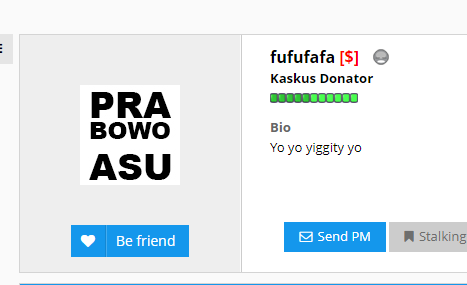 E
PRA
BOWO
ASU
Be friend
fufufafa [$]
Kaskus Donator
Bio
Yo yo yiggity yo
Send PM
Stalking